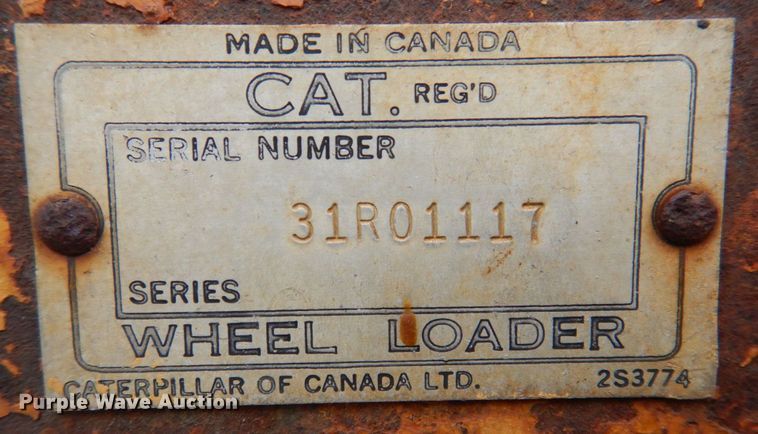 MADE IN CANADA
CAT. REG'D
SERIAL NUMBER
31R01117
SERIES
WHEEL LOADER
CATERPILLAR OF CANADA LTD. 2S3774
Purple Wave Auction